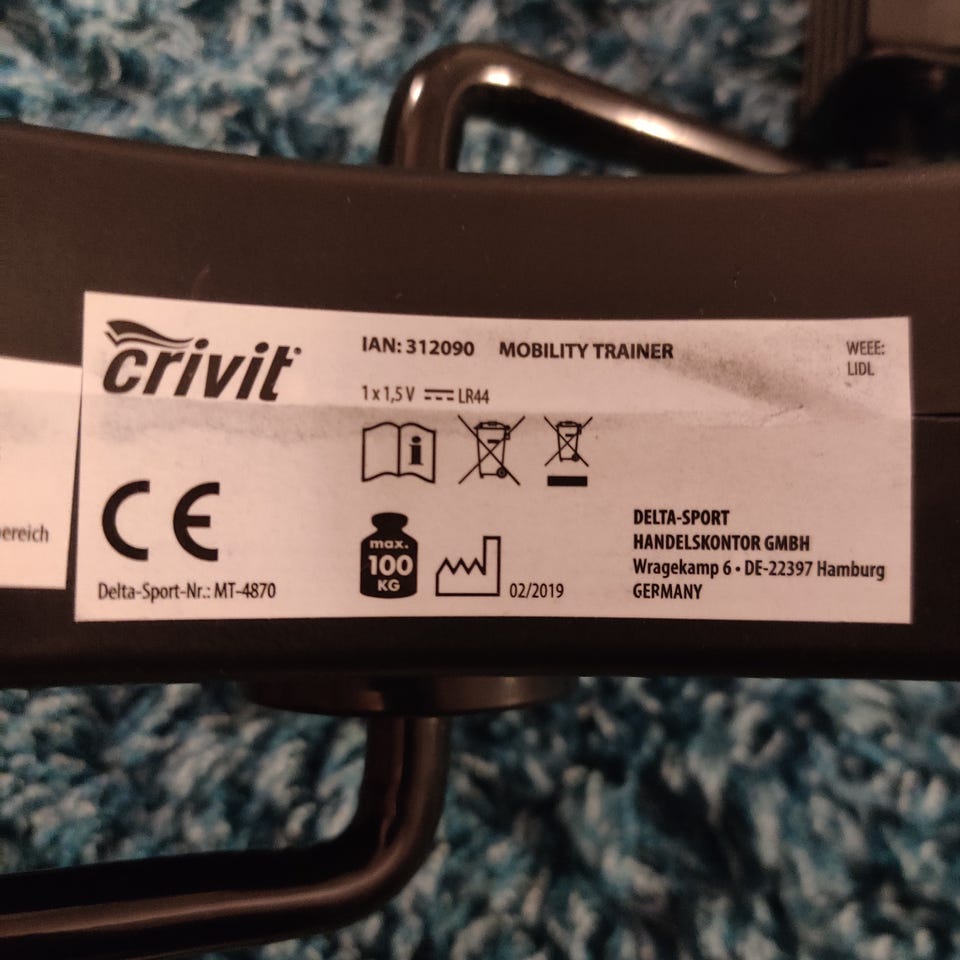 crivit
IAN: 312090 MOBILITY TRAINER
WEEE:
LIDL
1 x 1,5 V LR44
i
CE
max.
100
KG
02/2019
Delta-Sport-Nr.: MT-4870
DELTA-SPORT
HANDELSKONTOR GMBH
Wragekamp 6 • DE-22397 Hamburg
GERMANY
ereich